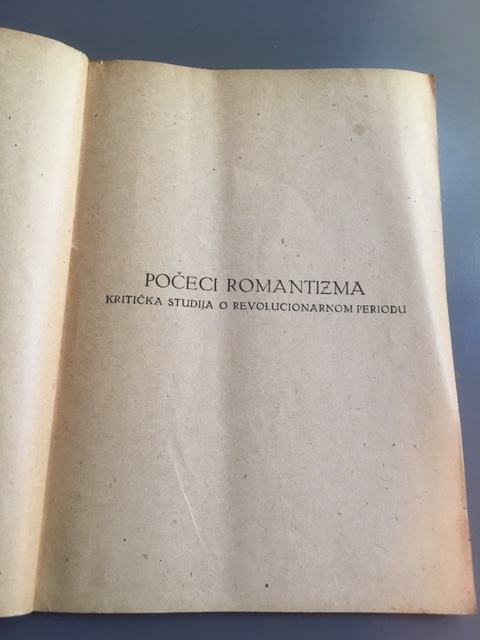 POČECI ROMANTIZMA
KRITIČKA STUDIJA O REVOLUCIONARNOM PERIODU